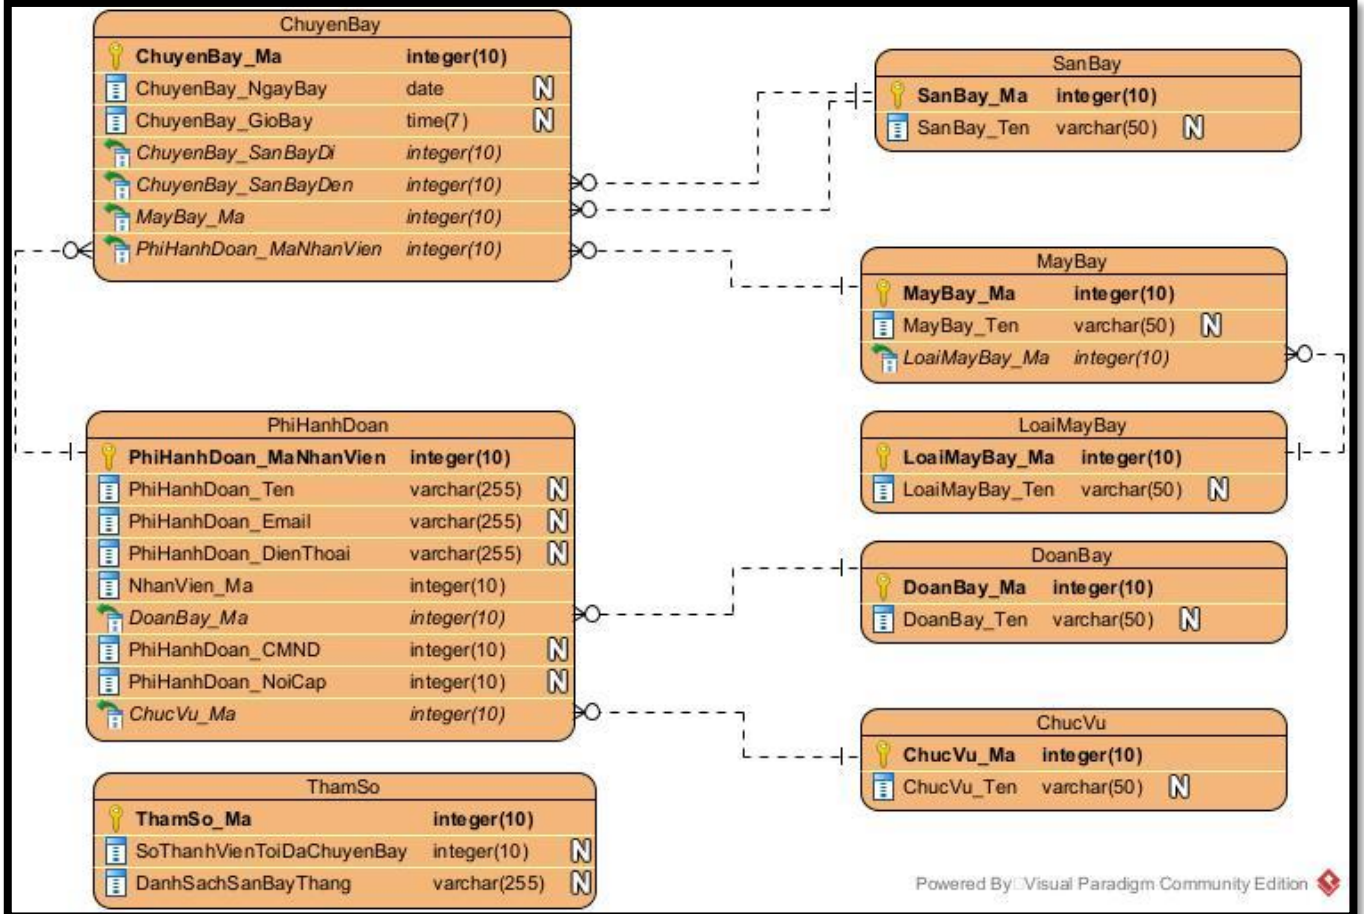 ChuyenBay
ChuyenBay_Ma integer(10)
ChuyenBay_NgayBay date N
ChuyenBay_GioBay time(7) N
ChuyenBay_SanBayDi integer(10)
ChuyenBay_SanBayDen integer(10)
MayBay_Ma integer(10)
PhiHanhDoan_MaNhanVien integer(10)
SanBay
SanBay_Ma integer(10)
SanBay_Ten varchar(50) N
MayBay
MayBay_Ma integer(10)
MayBay_Ten varchar(50) N
LoaiMayBay_Ma integer(10)
PhiHanhDoan
PhiHanhDoan_MaNhanVien integer(10)
PhiHanhDoan_Ten varchar(255) N
PhiHanhDoan_Email varchar(255) N
PhiHanhDoan_DienThoai varchar(255) N
NhanVien_Ma integer(10)
DoanBay_Ma integer(10)
PhiHanhDoan_CMND integer(10) N
PhiHanhDoan_NoiCap integer(10) N
ChucVu_Ma integer(10)
LoaiMayBay
LoaiMayBay_Ma integer(10)
LoaiMayBay_Ten varchar(50) N
DoanBay
DoanBay_Ma integer(10)
DoanBay_Ten varchar(50) N
ChucVu
ChucVu_Ma integer(10)
ChucVu_Ten varchar(50) N
ThamSo
ThamSo_Ma integer(10)
SoThanhVienToiDaChuyenBay integer(10) N
DanhSachSanBayThang varchar(255) N
Powered By Visual Paradigm Community Edition